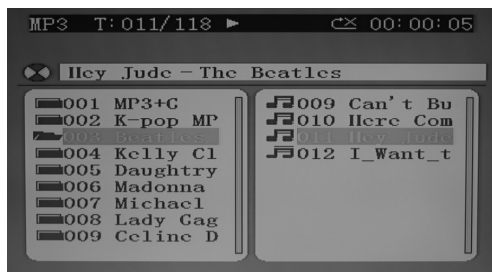 MP3 T:011/118 00:00:05
Hey Jude - The Beatles
001 MP3+G
002 K-pop MP
003 Beatles
004 Kelly Cl
005 Daughtry
006 Madonna
007 Michael
008 Lady Gag
009 Celine D
009 Can't Bu
010 Here Com
011 Hey Jude
012 I_Want_t